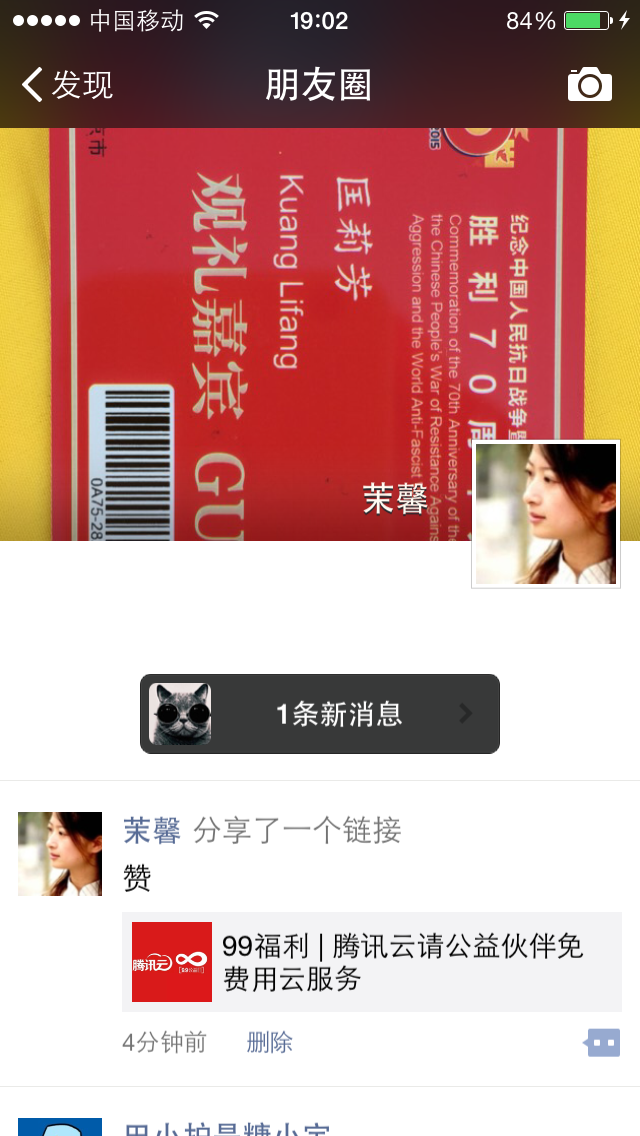 中国移动
19:02
84%
发现
朋友圈
2015
纪念中国人民抗日战争暨
胜利70周
Commemoration of the 70th Anniversary of the
the Chinese People's War of Resistance Against
Aggression and the World Anti-Fascist
匡莉芳
Kuang Lifang
观礼嘉宾 GU
京市
0A75-28
茉馨
1条新消息
茉馨 分享了一个链接
赞
腾讯云
99福利 | 腾讯云请公益伙伴免
费用云服务
4分钟前
删除